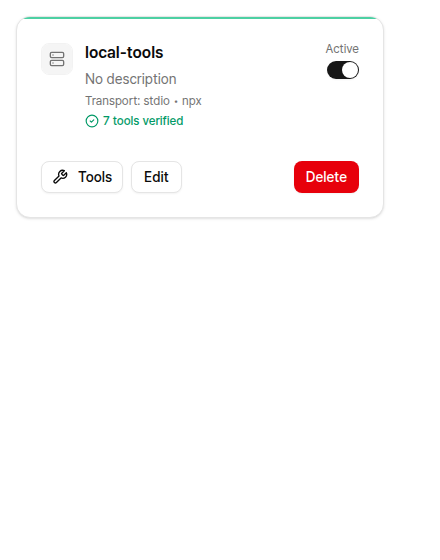 local-tools
Active
No description
Transport: stdio • npx
7 tools verified
Tools
Edit
Delete